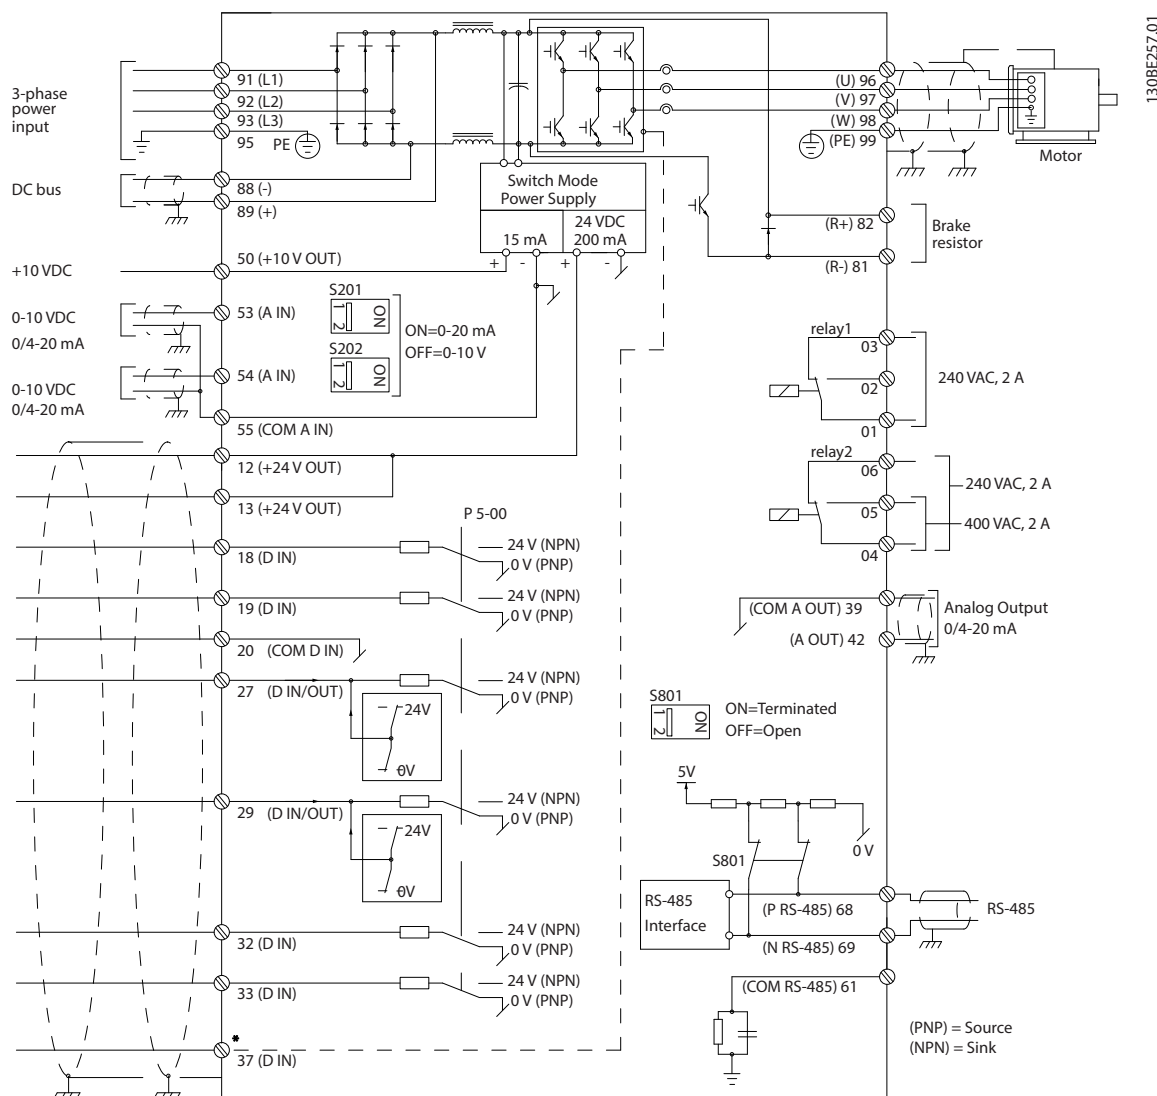 130BE257.01
3-phase
power
input
91 (L1)
92 (L2)
93 (L3)
95
PE
(U) 96
(V) 97
(W) 98
(PE) 99
Motor
DC bus
88 (-)
89 (+)
Switch Mode
Power Supply
15 mA
24 VDC
200 mA
+
-
+
-
(R+) 82
(R-) 81
Brake
resistor
+10 VDC
50 (+10 V OUT)
0-10 VDC
0/4-20 mA
53 (A IN)
S201
1 2
ON
S202
1 2
ON
ON=0-20 mA
OFF=0-10 V
0-10 VDC
0/4-20 mA
54 (A IN)
55 (COM A IN)
12 (+24 V OUT)
13 (+24 V OUT)
relay1
03
02
01
240 VAC, 2 A
relay2
06
05
04
240 VAC, 2 A
400 VAC, 2 A
P 5-00
18 (D IN)
24 V (NPN)
0 V (PNP)
19 (D IN)
24 V (NPN)
0 V (PNP)
20 (COM D IN)
27 (D IN/OUT)
24 V (NPN)
0 V (PNP)
24V
0V
29 (D IN/OUT)
24 V (NPN)
0 V (PNP)
24V
0V
32 (D IN)
24 V (NPN)
0 V (PNP)
33 (D IN)
24 V (NPN)
0 V (PNP)
*
37 (D IN)
(COM A OUT) 39
(A OUT) 42
Analog Output
0/4-20 mA
S801
1 2
ON
ON=Terminated
OFF=Open
5V
0 V
S801
RS-485
Interface
(P RS-485) 68
(N RS-485) 69
RS-485
(COM RS-485) 61
(PNP) = Source
(NPN) = Sink